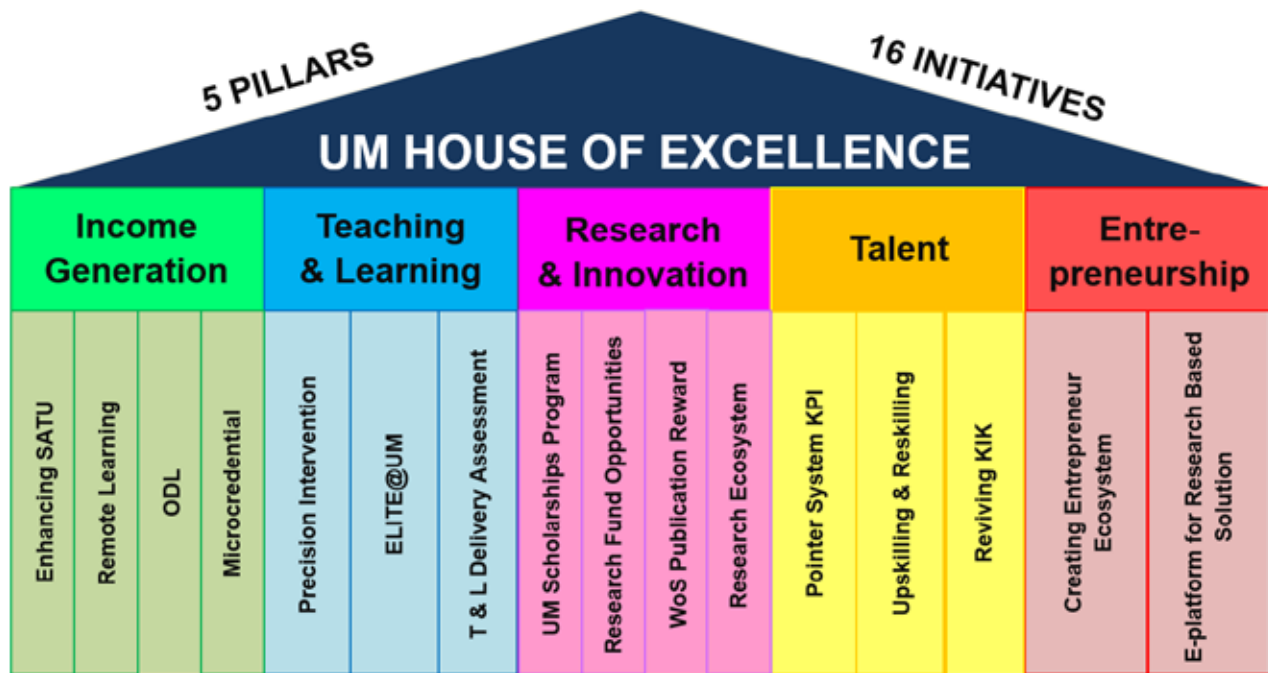 5 PILLARS
16 INITIATIVES
UM HOUSE OF EXCELLENCE
Income
Generation
Teaching
& Learning
Research
& Innovation
Talent
Entre-
preneurship
Enhancing SATU
Remote Learning
ODL
Microcredential
Precision Intervention
ELITE@UM
T & L Delivery Assessment
UM Scholarships Program
Research Fund Opportunities
WoS Publication Reward
Research Ecosystem
Pointer System KPI
Upskilling & Reskilling
Reviving KIK
Creating Entrepreneur
Ecosystem
E-platform for Research Based
Solution